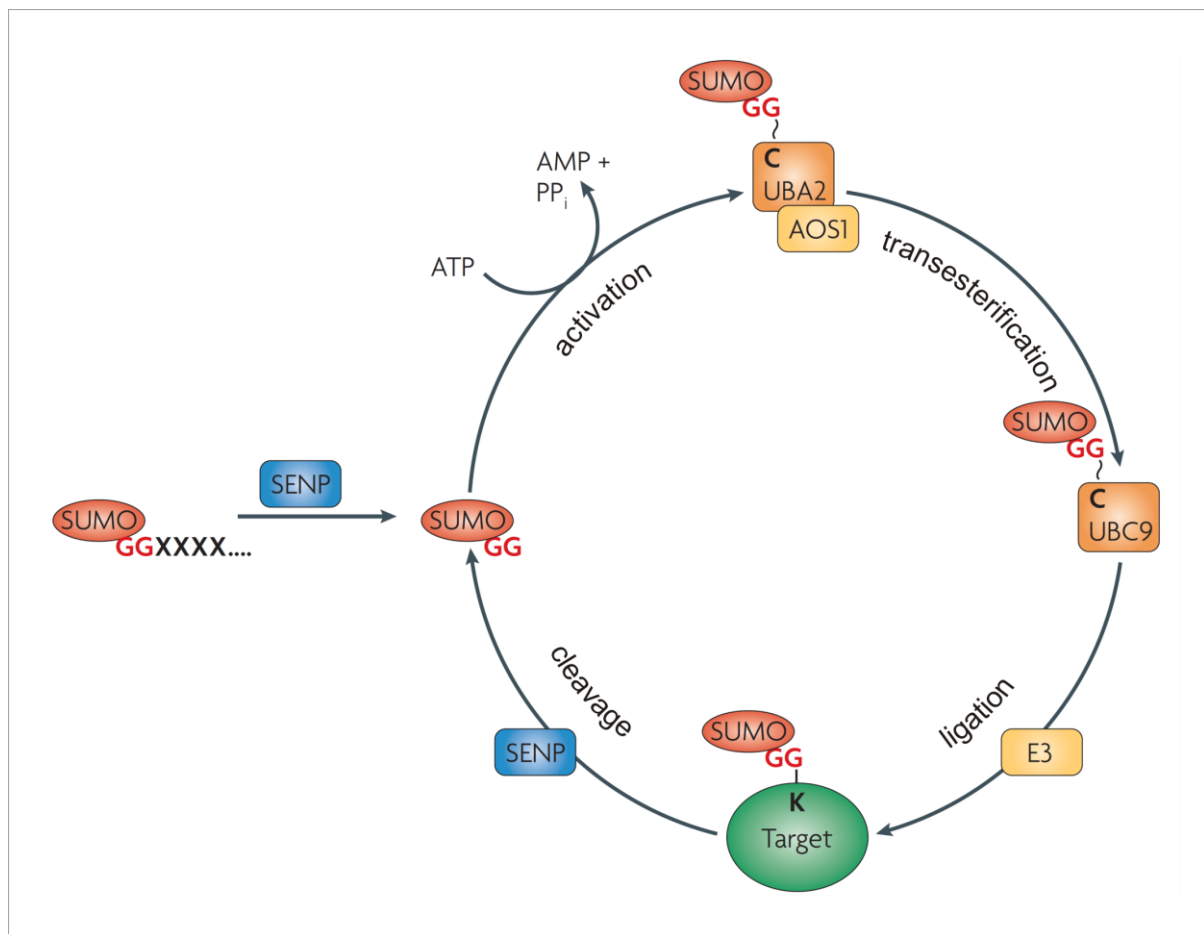 SUMO
GG
C
UBA2
AOS1
AMP +
PPi
ATP
activation
transesterification
SUMO
GG
C
UBC9
SENP
SUMO
GGXXXX....
SUMO
GG
cleavage
SENP
SUMO
GG
K
Target
ligation
E3